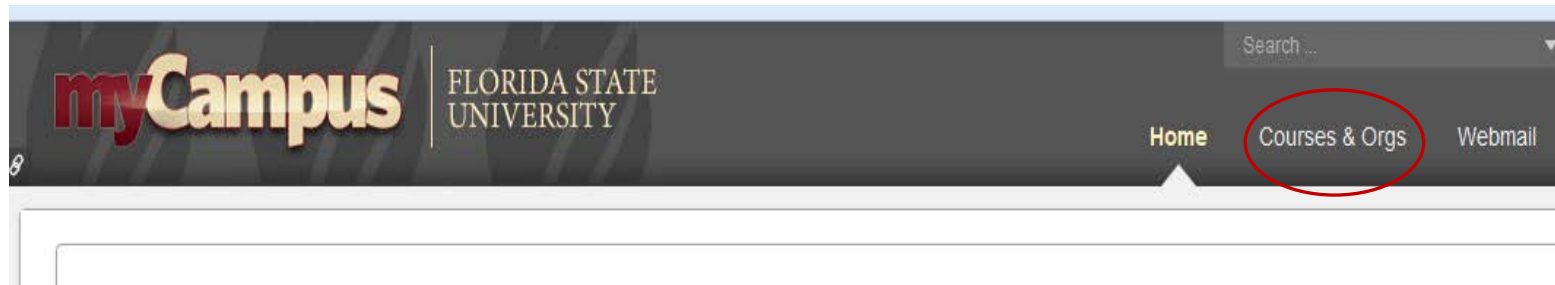 Search ...
myCampus
FLORIDA STATE
UNIVERSITY
Home Courses & Orgs Webmail